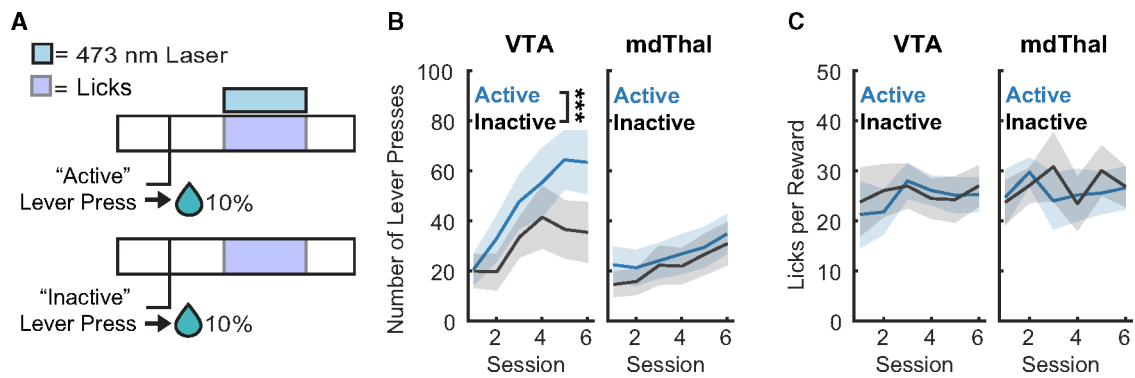 A
= 473 nm Laser
= Licks
“Active”
Lever Press
10%
“Inactive”
Lever Press
10%
B
VTA
mdThal
Number of Lever Presses
100
80
60
40
20
0
Active
Inactive
***
Active
Inactive
2
4
6
2
4
6
Session
Session
C
VTA
mdThal
Licks per Reward
50
40
30
20
10
0
Active
Inactive
Active
Inactive
2
4
6
2
4
6
Session
Session